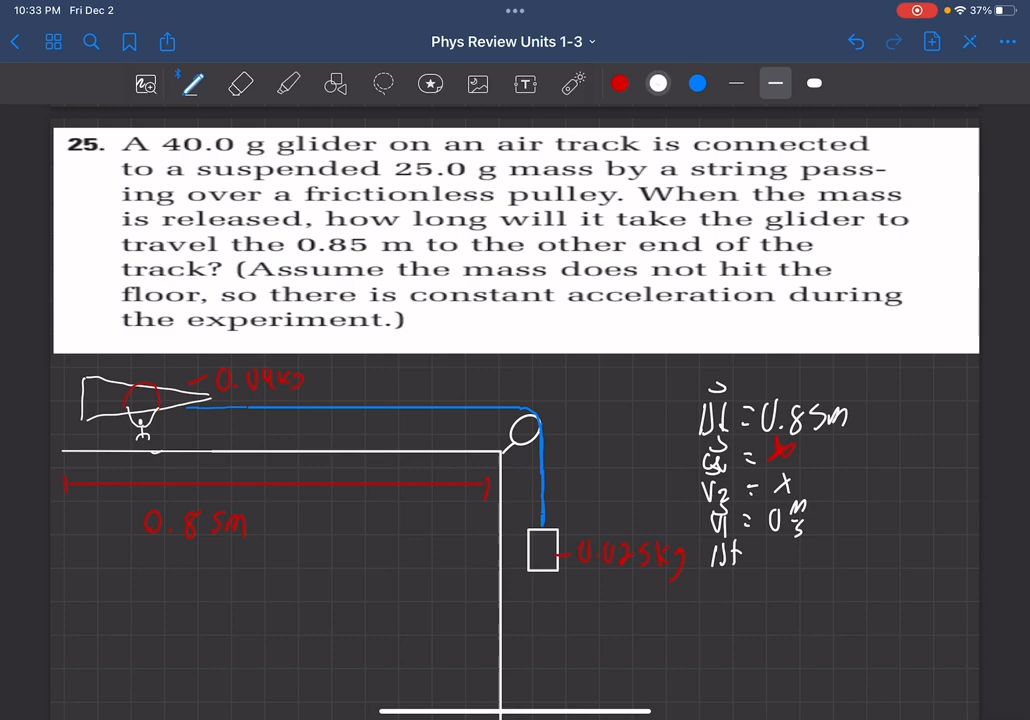 10:33 PM Fri Dec 2
37%
Phys Review Units 1-3
25. A 40.0 g glider on an air track is connected
to a suspended 25.0 g mass by a string pass-
ing over a frictionless pulley. When the mass
is released, how long will it take the glider to
travel the 0.85 m to the other end of the
track? (Assume the mass does not hit the
floor, so there is constant acceleration during
the experiment.)
0.04kg
0.85m
0.025kg
Δd = 0.85m
a =
v2 = x
v1 = 0 m/s
Δt